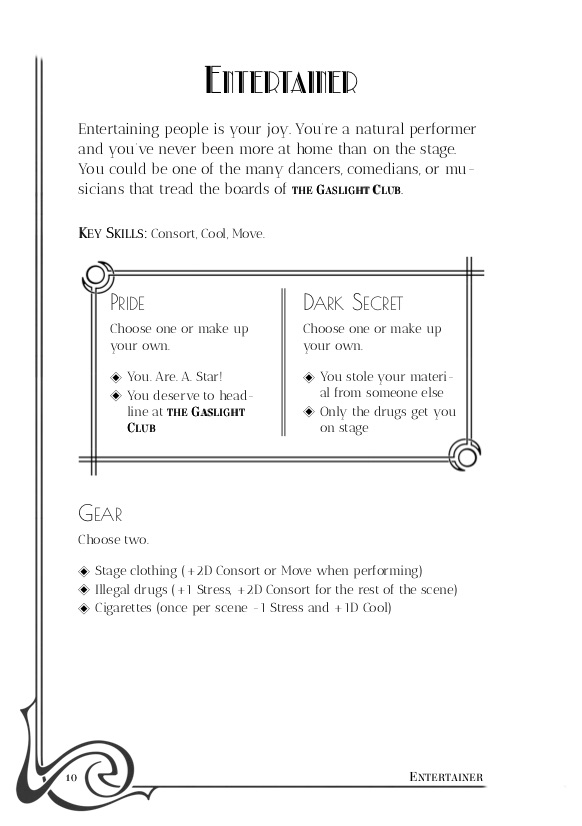 Entertainer
Entertaining people is your joy. You're a natural performer
and you've never been more at home than on the stage.
You could be one of the many dancers, comedians, or mu-
sicians that tread the boards of the Gaslight Club.
Key Skills: Consort, Cool, Move.
Pride
Choose one or make up
your own.
◈ You. Are. A. Star!
◈ You deserve to head-
line at the Gaslight
Club
Dark Secret
Choose one or make up
your own.
◈ You stole your materi-
al from someone else
◈ Only the drugs get you
on stage
Gear
Choose two.
◈ Stage clothing (+2D Consort or Move when performing)
◈ Illegal drugs (+1 Stress, +2D Consort for the rest of the scene)
◈ Cigarettes (once per scene -1 Stress and +1D Cool)
10
Entertainer